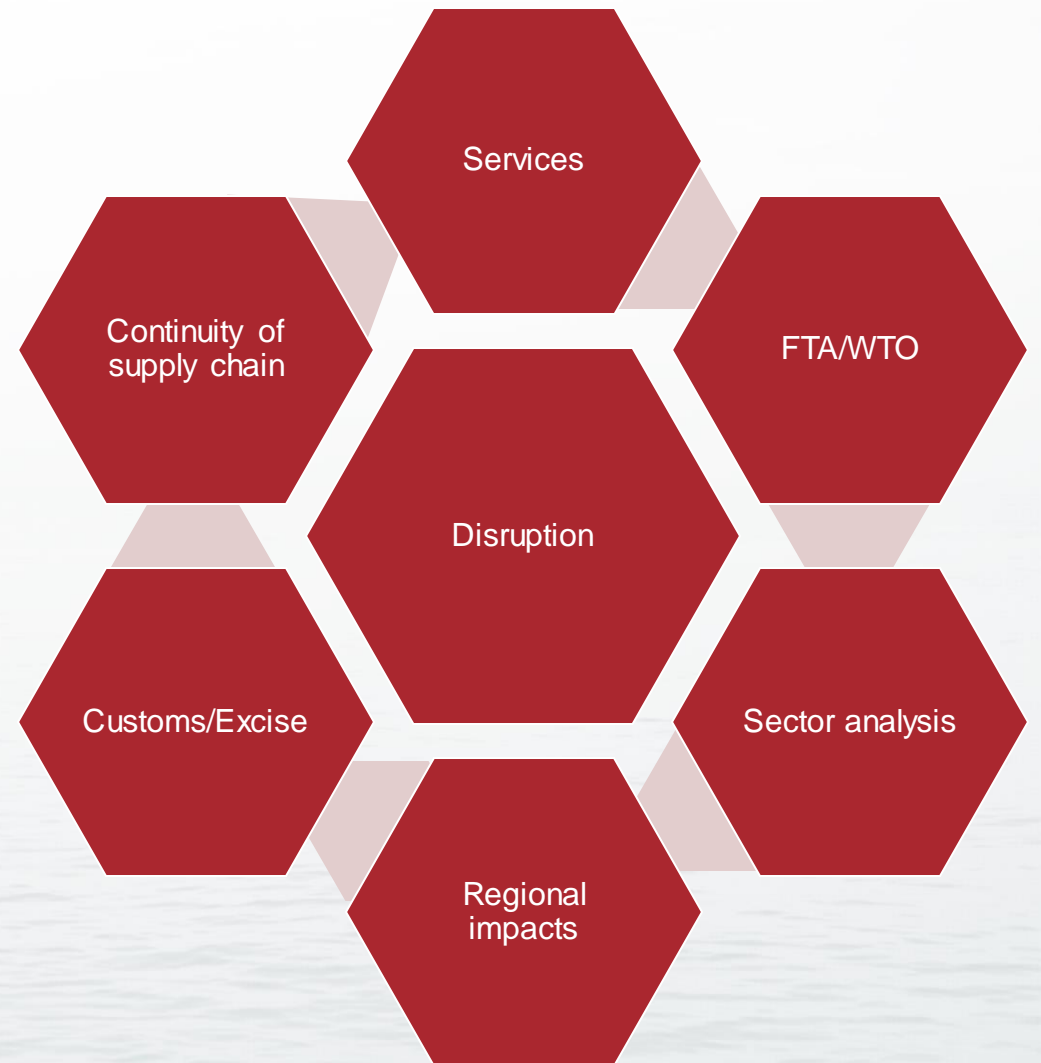 Services
Continuity of
supply chain
FTA/WTO
Disruption
Customs/Excise
Sector analysis
Regional
impacts